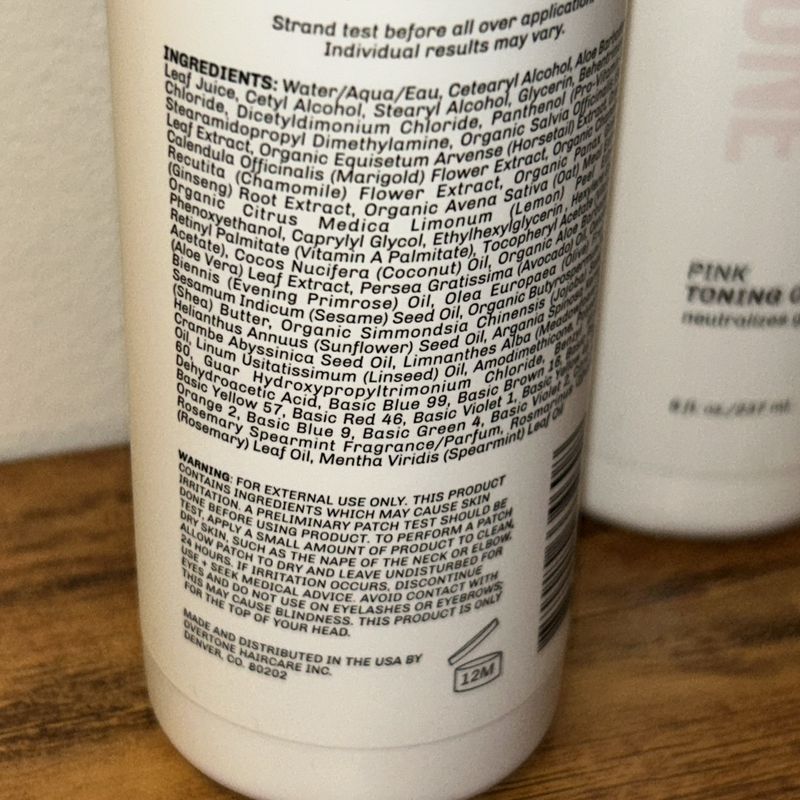 Strand test before all over application.
Individual results may vary.
INGREDIENTS: Water/Aqua/Eau, Cetearyl Alcohol, Aloe
Leaf Juice, Cetyl Alcohol, Stearyl Alcohol, Glycerin,
Chloride, Dicetyldimonium Chloride, Panthenol
Stearamidopropyl Dimethylamine, Organic Salvia Officinalis
Leaf Extract, Organic Equisetum Arvense (Horsetail) Extract,
Calendula Officinalis (Marigold) Flower Extract, Organic
Recutita (Chamomile) Flower Extract, Organic Panax
(Ginseng) Root Extract, Organic Avena Sativa (Oat)
Organic Citrus Medica Limonum (Lemon) Peel
Phenoxyethanol, Caprylyl Glycol, Ethylhexylglycerin,
Retinyl Palmitate (Vitamin A Palmitate), Tocopheryl Acetate
Acetate), Cocos Nucifera (Coconut) Oil, Organic Aloe
(Aloe Vera) Leaf Extract, Persea Gratissima (Avocado) Oil,
Biennis (Evening Primrose) Oil, Olea Europaea (Olive)
Sesamum Indicum (Sesame) Seed Oil, Organic
(Shea) Butter, Organic Simmondsia Chinensis (Jojoba)
Helianthus Annuus (Sunflower) Seed Oil, Argania Spinosa
Crambe Abyssinica Seed Oil, Limnanthes Alba
Oil, Linum Usitatissimum (Linseed) Oil, Amodimethicone,
60, Guar Hydroxypropyltrimonium Chloride,
Dehydroacetic Acid, Basic Blue 99, Basic Brown 16,
Basic Yellow 57, Basic Red 46, Basic Violet 1, Basic
Orange 2, Basic Blue 9, Basic Green 4, Basic Violet 2,
Rosemary Spearmint Fragrance/Parfum, Rosmarinus
(Rosemary) Leaf Oil, Mentha Viridis (Spearmint) Leaf Oil
WARNING: FOR EXTERNAL USE ONLY. THIS PRODUCT
CONTAINS INGREDIENTS WHICH MAY CAUSE SKIN
IRRITATION. A PRELIMINARY PATCH TEST SHOULD BE
DONE BEFORE USING PRODUCT. TO PERFORM A PATCH
TEST, APPLY A SMALL AMOUNT OF PRODUCT TO CLEAN,
DRY SKIN, SUCH AS THE NAPE OF THE NECK OR ELBOW.
ALLOW PATCH TO DRY AND LEAVE UNDISTURBED FOR
24 HOURS. IF IRRITATION OCCURS, DISCONTINUE
USE + SEEK MEDICAL ADVICE. AVOID CONTACT WITH
EYES AND DO NOT USE ON EYELASHES OR EYEBROWS;
THIS MAY CAUSE BLINDNESS. THIS PRODUCT IS ONLY
FOR THE TOP OF YOUR HEAD.
MADE AND DISTRIBUTED IN THE USA BY
OVERTONE HAIRCARE INC.
DENVER, CO. 80202
12M
ONE
PINK
TONING
neutralizes
8 fl. oz./237 ml